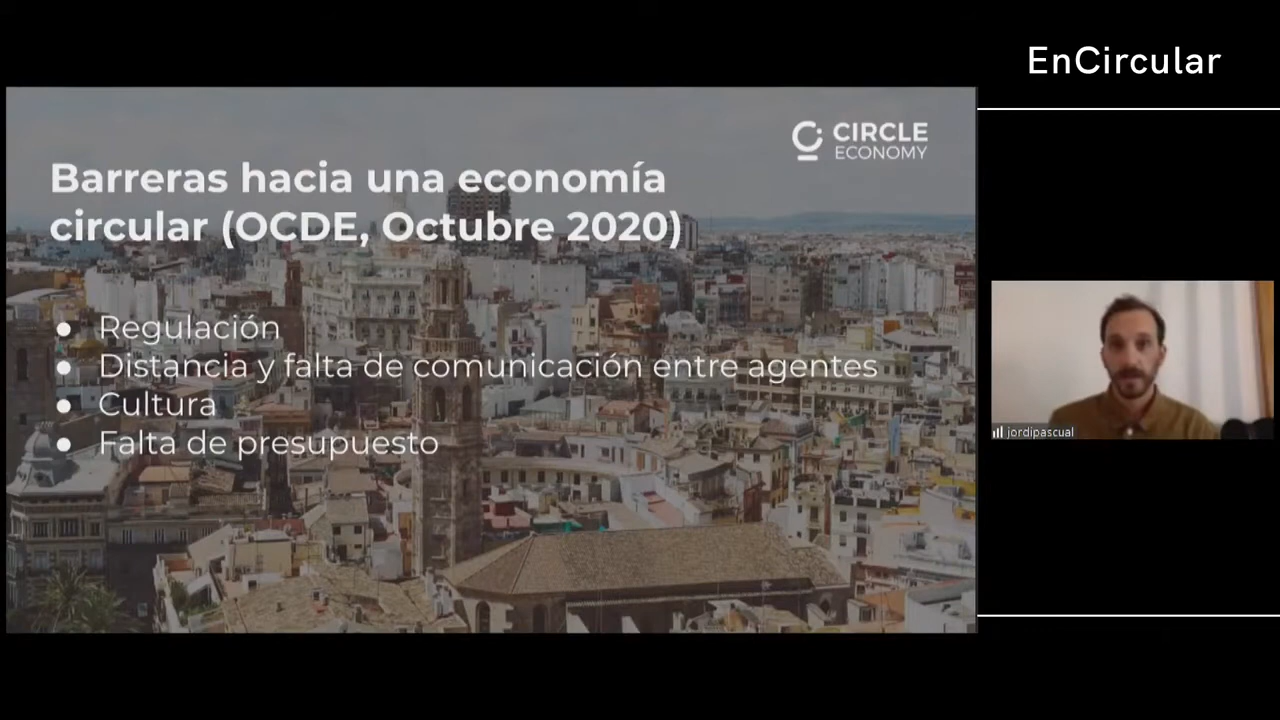 EnCircular
CIRCLE
ECONOMY
Barreras hacia una economía
circular (OCDE, Octubre 2020)
● Regulación
● Distancia y falta de comunicación entre agentes
● Cultura
● Falta de presupuesto
jordipascual